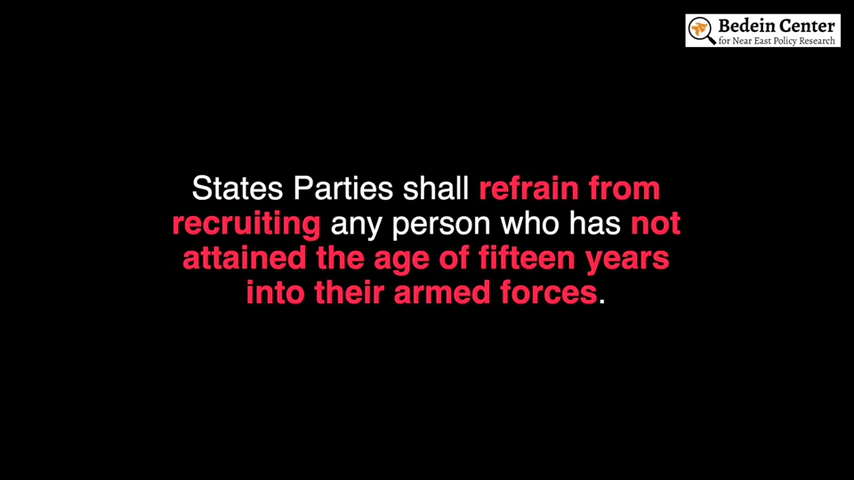 Bedein Center
for Near East Policy Research
States Parties shall refrain from
recruiting any person who has not
attained the age of fifteen years
into their armed forces.